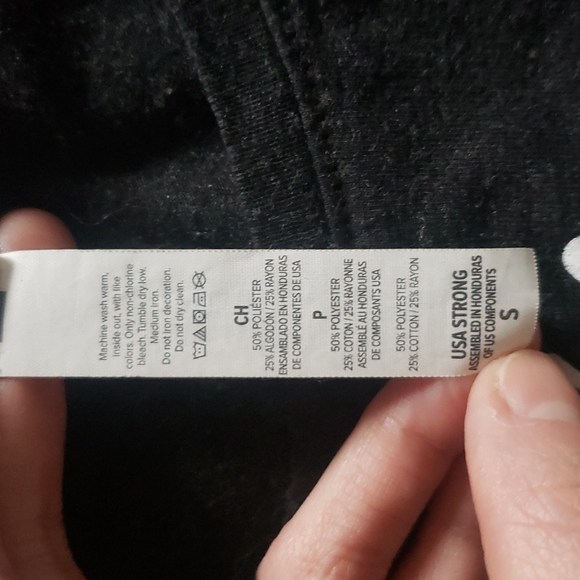 S
USA STRONG
ASSEMBLED IN HONDURAS
OF US COMPONENTS
50% POLYESTER
25% COTTON / 25% RAYON
P
50% POLYESTER
25% COTON / 25% RAYONNE
ASSEMBLÉ AU HONDURAS
DE COMPOSANTS USA
CH
50% POLIESTER
25% ALGODON / 25% RAYON
ENSAMBLADO EN HONDURAS
DE COMPONENTES DE USA
Machine wash warm,
inside out, with like
colors. Only non-chlorine
bleach. Tumble dry low.
Medium Iron.
Do not iron decoration.
Do not dry clean.